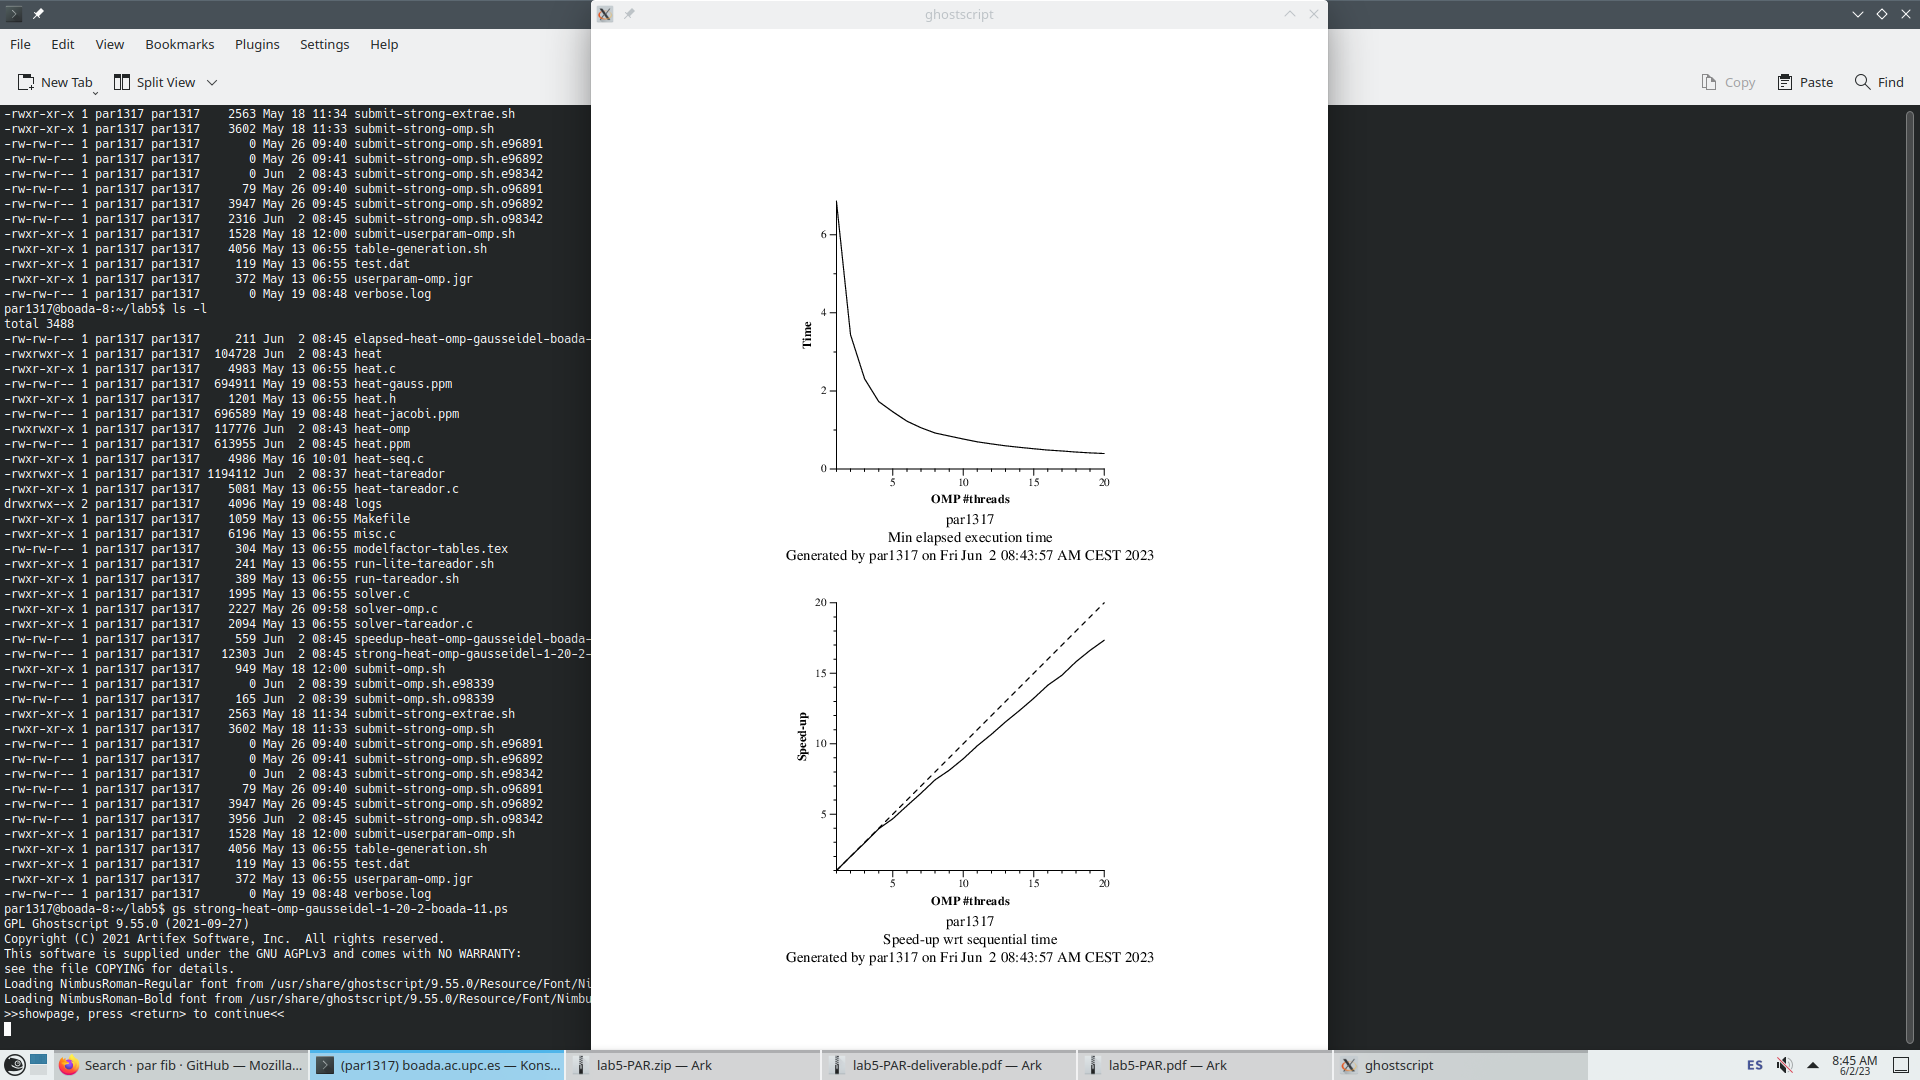 ghostscript
File Edit View Bookmarks Plugins Settings Help
New Tab Split View Copy Paste Find
-rwxr-xr-x 1 par1317 par1317    2563 May 18 11:34 submit-strong-extrae.sh
-rwxr-xr-x 1 par1317 par1317    3602 May 18 11:33 submit-strong-omp.sh
-rw-rw-r-- 1 par1317 par1317       0 May 26 09:40 submit-strong-omp.sh.e96891
-rw-rw-r-- 1 par1317 par1317       0 May 26 09:41 submit-strong-omp.sh.e96892
-rw-rw-r-- 1 par1317 par1317       0 Jun  2 08:43 submit-strong-omp.sh.e98342
-rw-rw-r-- 1 par1317 par1317      79 May 26 09:40 submit-strong-omp.sh.o96891
-rw-rw-r-- 1 par1317 par1317    3947 May 26 09:45 submit-strong-omp.sh.o96892
-rw-rw-r-- 1 par1317 par1317    2316 Jun  2 08:45 submit-strong-omp.sh.o98342
-rwxr-xr-x 1 par1317 par1317    1528 May 18 12:00 submit-userparam-omp.sh
-rwxr-xr-x 1 par1317 par1317    4056 May 13 06:55 table-generation.sh
-rwxr-xr-x 1 par1317 par1317     119 May 13 06:55 test.dat
-rwxr-xr-x 1 par1317 par1317     372 May 13 06:55 userparam-omp.jgr
-rw-rw-r-- 1 par1317 par1317       0 May 19 08:48 verbose.log
par1317@boada-8:~/lab5$ ls -l
total 3488
-rw-rw-r-- 1 par1317 par1317     211 Jun  2 08:45 elapsed-heat-omp-gausseidel-boada-
-rwxrwxr-x 1 par1317 par1317  104728 Jun  2 08:43 heat
-rwxr-xr-x 1 par1317 par1317    4983 May 13 06:55 heat.c
-rw-rw-r-- 1 par1317 par1317  694911 May 19 08:53 heat-gauss.ppm
-rwxr-xr-x 1 par1317 par1317    1201 May 13 06:55 heat.h
-rw-rw-r-- 1 par1317 par1317  696589 May 19 08:48 heat-jacobi.ppm
-rwxrwxr-x 1 par1317 par1317  117776 Jun  2 08:43 heat-omp
-rw-rw-r-- 1 par1317 par1317  613955 Jun  2 08:45 heat.ppm
-rwxr-xr-x 1 par1317 par1317    4986 May 16 10:01 heat-seq.c
-rwxrwxr-x 1 par1317 par1317 1194112 Jun  2 08:37 heat-tareador
-rwxr-xr-x 1 par1317 par1317    5081 May 13 06:55 heat-tareador.c
drwxrwx--x 2 par1317 par1317    4096 May 19 08:48 logs
-rwxr-xr-x 1 par1317 par1317    1059 May 13 06:55 Makefile
-rwxr-xr-x 1 par1317 par1317    6196 May 13 06:55 misc.c
-rw-rw-r-- 1 par1317 par1317     304 May 13 06:55 modelfactor-tables.tex
-rwxr-xr-x 1 par1317 par1317     241 May 13 06:55 run-lite-tareador.sh
-rwxr-xr-x 1 par1317 par1317     389 May 13 06:55 run-tareador.sh
-rwxr-xr-x 1 par1317 par1317    1995 May 13 06:55 solver.c
-rwxr-xr-x 1 par1317 par1317    2227 May 26 09:58 solver-omp.c
-rwxr-xr-x 1 par1317 par1317    2094 May 13 06:55 solver-tareador.c
-rw-rw-r-- 1 par1317 par1317     559 Jun  2 08:45 speedup-heat-omp-gausseidel-boada-
-rw-rw-r-- 1 par1317 par1317   12303 Jun  2 08:45 strong-heat-omp-gausseidel-1-20-2-
-rwxr-xr-x 1 par1317 par1317     949 May 18 12:00 submit-omp.sh
-rw-rw-r-- 1 par1317 par1317       0 Jun  2 08:39 submit-omp.sh.e98339
-rw-rw-r-- 1 par1317 par1317     165 Jun  2 08:39 submit-omp.sh.o98339
-rwxr-xr-x 1 par1317 par1317    2563 May 18 11:34 submit-strong-extrae.sh
-rwxr-xr-x 1 par1317 par1317    3602 May 18 11:33 submit-strong-omp.sh
-rw-rw-r-- 1 par1317 par1317       0 May 26 09:40 submit-strong-omp.sh.e96891
-rw-rw-r-- 1 par1317 par1317       0 May 26 09:41 submit-strong-omp.sh.e96892
-rw-rw-r-- 1 par1317 par1317       0 Jun  2 08:43 submit-strong-omp.sh.e98342
-rw-rw-r-- 1 par1317 par1317      79 May 26 09:40 submit-strong-omp.sh.o96891
-rw-rw-r-- 1 par1317 par1317    3947 May 26 09:45 submit-strong-omp.sh.o96892
-rw-rw-r-- 1 par1317 par1317    3956 Jun  2 08:45 submit-strong-omp.sh.o98342
-rwxr-xr-x 1 par1317 par1317    1528 May 18 12:00 submit-userparam-omp.sh
-rwxr-xr-x 1 par1317 par1317    4056 May 13 06:55 table-generation.sh
-rwxr-xr-x 1 par1317 par1317     119 May 13 06:55 test.dat
-rwxr-xr-x 1 par1317 par1317     372 May 13 06:55 userparam-omp.jgr
-rw-rw-r-- 1 par1317 par1317       0 May 19 08:48 verbose.log
par1317@boada-8:~/lab5$ gs strong-heat-omp-gausseidel-1-20-2-boada-11.ps
GPL Ghostscript 9.55.0 (2021-09-27)
Copyright (C) 2021 Artifex Software, Inc.  All rights reserved.
This software is supplied under the GNU AGPLv3 and comes with NO WARRANTY:
see the file COPYING for details.
Loading NimbusRoman-Regular font from /usr/share/ghostscript/9.55.0/Resource/Font/Ni
Loading NimbusRoman-Bold font from /usr/share/ghostscript/9.55.0/Resource/Font/Nimbu
>>showpage, press <return> to continue<<
6
4
2
0
Time
5 10 15 20
OMP #threads
par1317
Min elapsed execution time
Generated by par1317 on Fri Jun  2 08:43:57 AM CEST 2023
20
15
10
5
Speed-up
5 10 15 20
OMP #threads
par1317
Speed-up wrt sequential time
Generated by par1317 on Fri Jun  2 08:43:57 AM CEST 2023
Search · par fib · GitHub — Mozilla...
(par1317) boada.ac.upc.es — Kons...
lab5-PAR.zip — Ark
lab5-PAR-deliverable.pdf — Ark
lab5-PAR.pdf — Ark
ghostscript
ES
8:45 AM
6/2/23